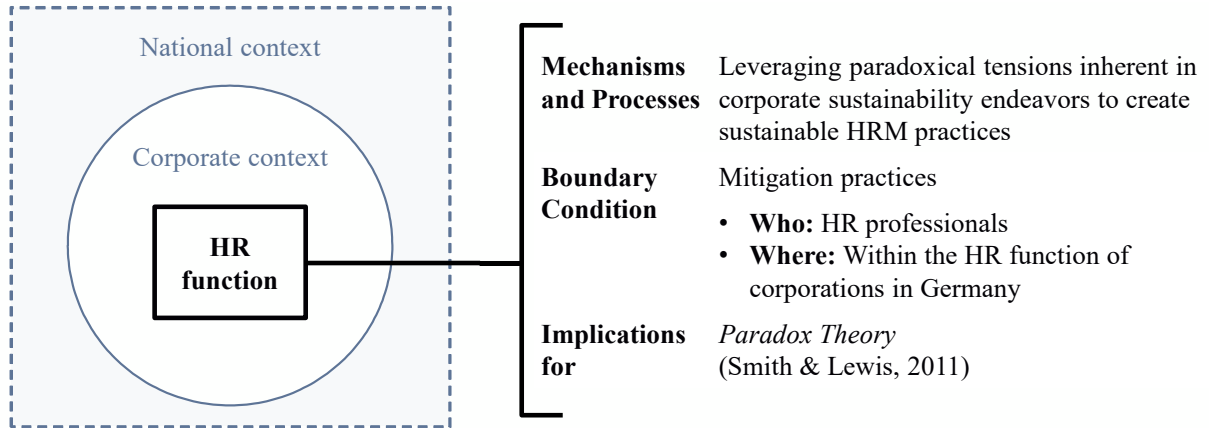 National context
Corporate context
HR
function
Mechanisms
and Processes
Leveraging paradoxical tensions inherent in
corporate sustainability endeavors to create
sustainable HRM practices
Boundary
Condition
Mitigation practices
• Who: HR professionals
• Where: Within the HR function of
corporations in Germany
Implications
for
Paradox Theory
(Smith & Lewis, 2011)